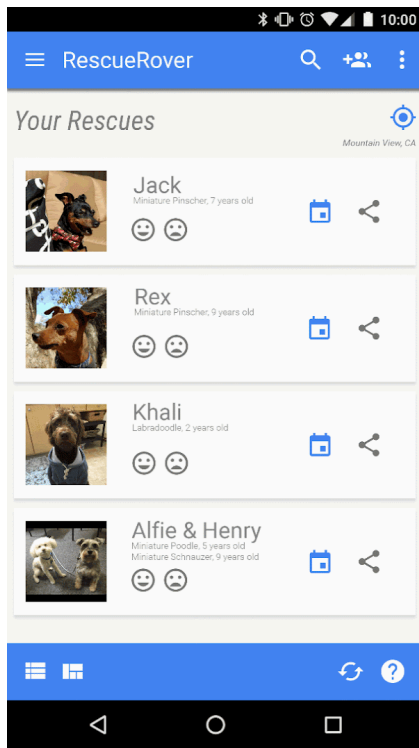 10:00
RescueRover
Your Rescues
Mountain View, CA
Jack
Miniature Pinscher, 7 years old
Rex
Miniature Pinscher, 9 years old
Khali
Labradoodle, 2 years old
Alfie & Henry
Miniature Poodle, 5 years old
Miniature Schnauzer, 9 years old